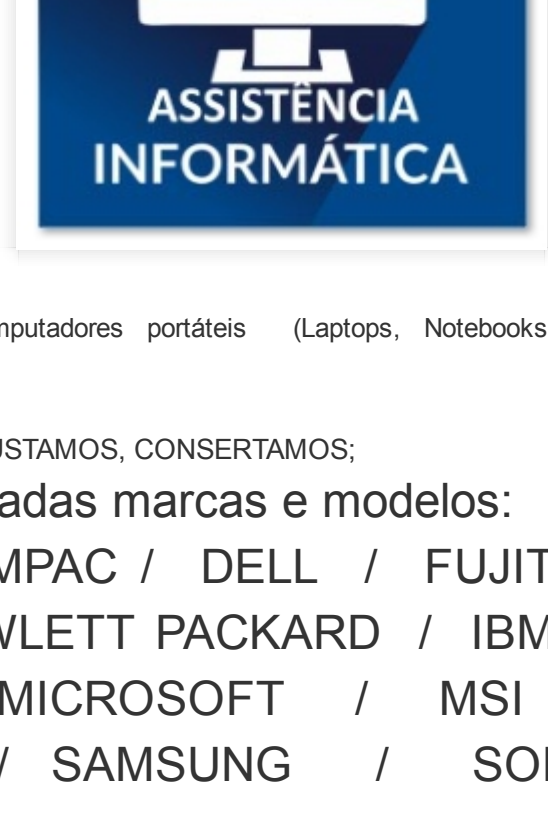 ASSISTÊNCIA
INFORMÁTICA
mputadores portáteis (Laptops, Notebooks
USTAMOS, CONSERTAMOS;
adas marcas e modelos:
MPAC / DELL / FUJIT
WLETT PACKARD / IBM
MICROSOFT / MSI
/ SAMSUNG / SO